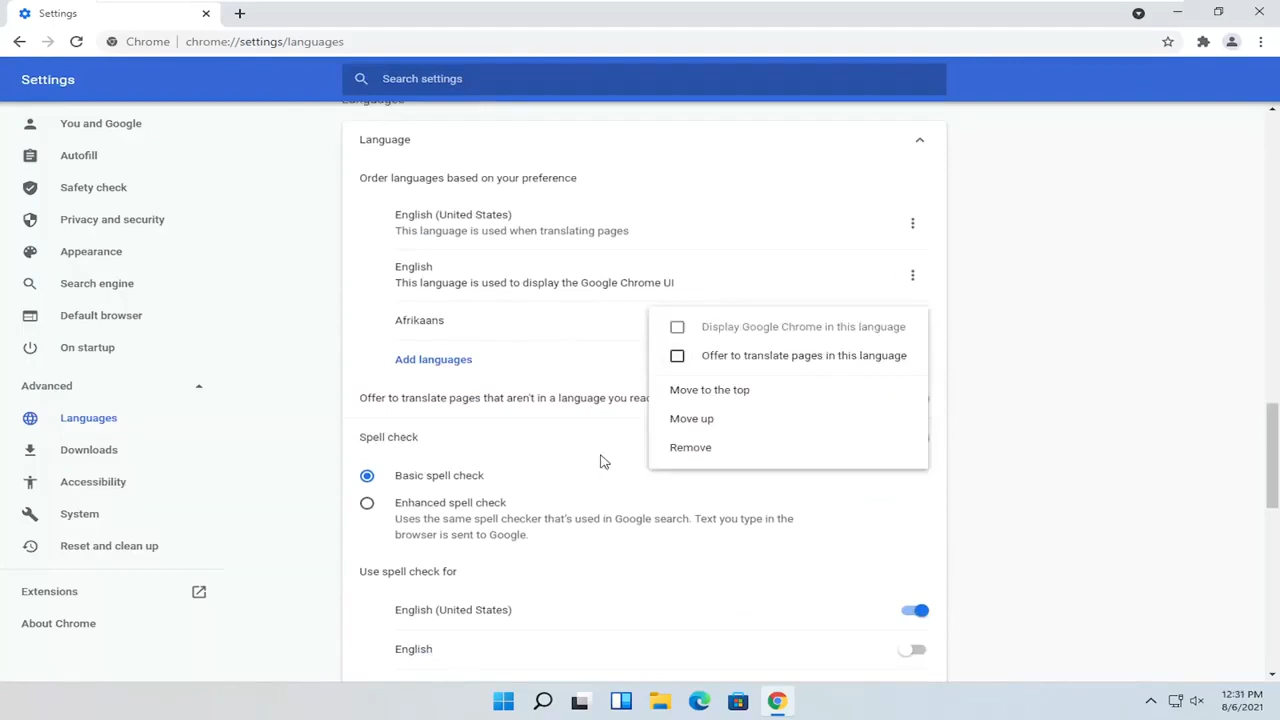 Settings
Chrome
chrome://settings/languages
Settings
Search settings
You and Google
Autofill
Safety check
Privacy and security
Appearance
Search engine
Default browser
On startup
Advanced
Languages
Downloads
Accessibility
System
Reset and clean up
Extensions
About Chrome
Languages
Language
Order languages based on your preference
English (United States)
This language is used when translating pages
English
This language is used to display the Google Chrome UI
Afrikaans
Add languages
Offer to translate pages that aren't in a language you
Display Google Chrome in this language
Offer to translate pages in this language
Move to the top
Move up
Remove
Spell check
Basic spell check
Enhanced spell check
Uses the same spell checker that's used in Google search. Text you type in the
browser is sent to Google.
Use spell check for
English (United States)
English
12:31 PM
8/6/2021